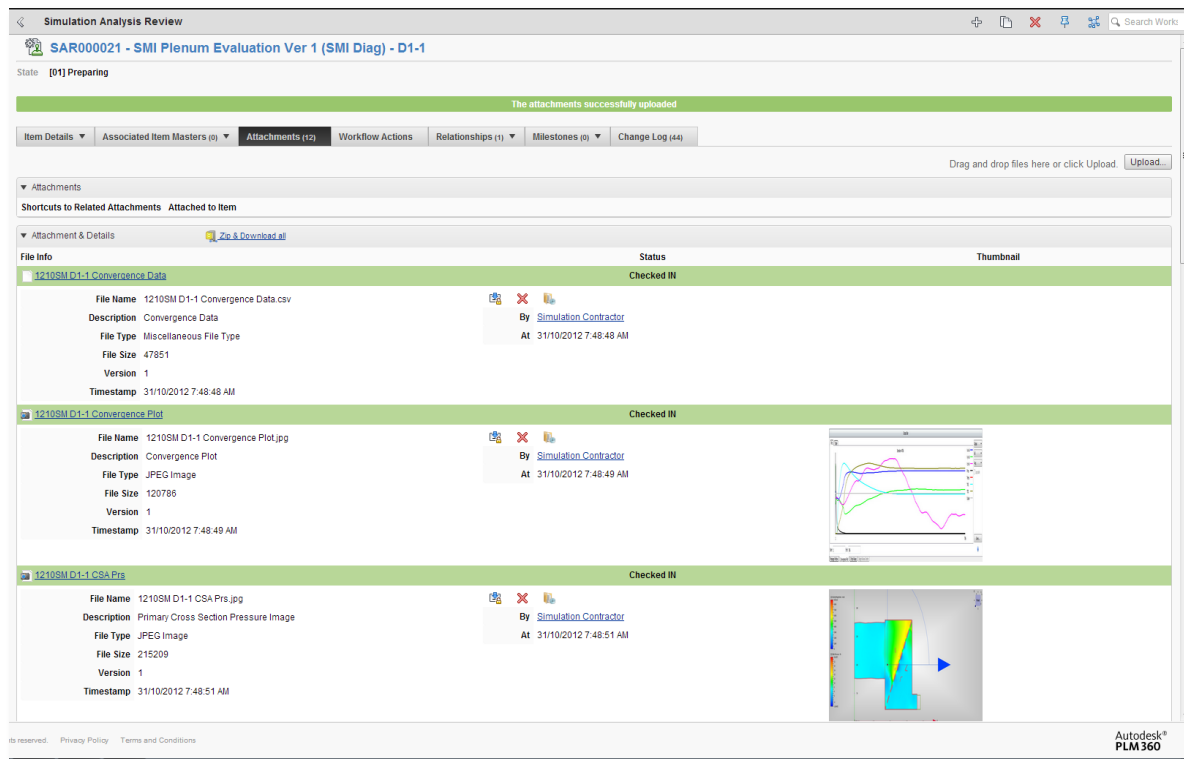 Simulation Analysis Review
Search Works
SAR000021 - SMI Plenum Evaluation Ver 1 (SMI Diag) - D1-1
State [01] Preparing
The attachments successfully uploaded
Item Details ▼ Associated Item Masters (0) ▼ Attachments (12) Workflow Actions Relationships (1) ▼ Milestones (0) ▼ Change Log (44)
Drag and drop files here or click Upload. Upload...
▼ Attachments
Shortcuts to Related Attachments Attached to Item
▼ Attachment & Details Zip & Download all
File Info Status Thumbnail
1210SM D1-1 Convergence Data Checked IN
File Name 1210SM D1-1 Convergence Data.csv
Description Convergence Data By Simulation Contractor
File Type Miscellaneous File Type At 31/10/2012 7:48:48 AM
File Size 47851
Version 1
Timestamp 31/10/2012 7:48:48 AM
1210SM D1-1 Convergence Plot Checked IN
File Name 1210SM D1-1 Convergence Plot.jpg
Description Convergence Plot By Simulation Contractor
File Type JPEG Image At 31/10/2012 7:48:49 AM
File Size 120786
Version 1
Timestamp 31/10/2012 7:48:49 AM
1210SM D1-1 CSA Prs Checked IN
File Name 1210SM D1-1 CSA Prs.jpg
Description Primary Cross Section Pressure Image By Simulation Contractor
File Type JPEG Image At 31/10/2012 7:48:51 AM
File Size 215209
Version 1
Timestamp 31/10/2012 7:48:51 AM
its reserved. Privacy Policy Terms and Conditions
Autodesk®
PLM 360